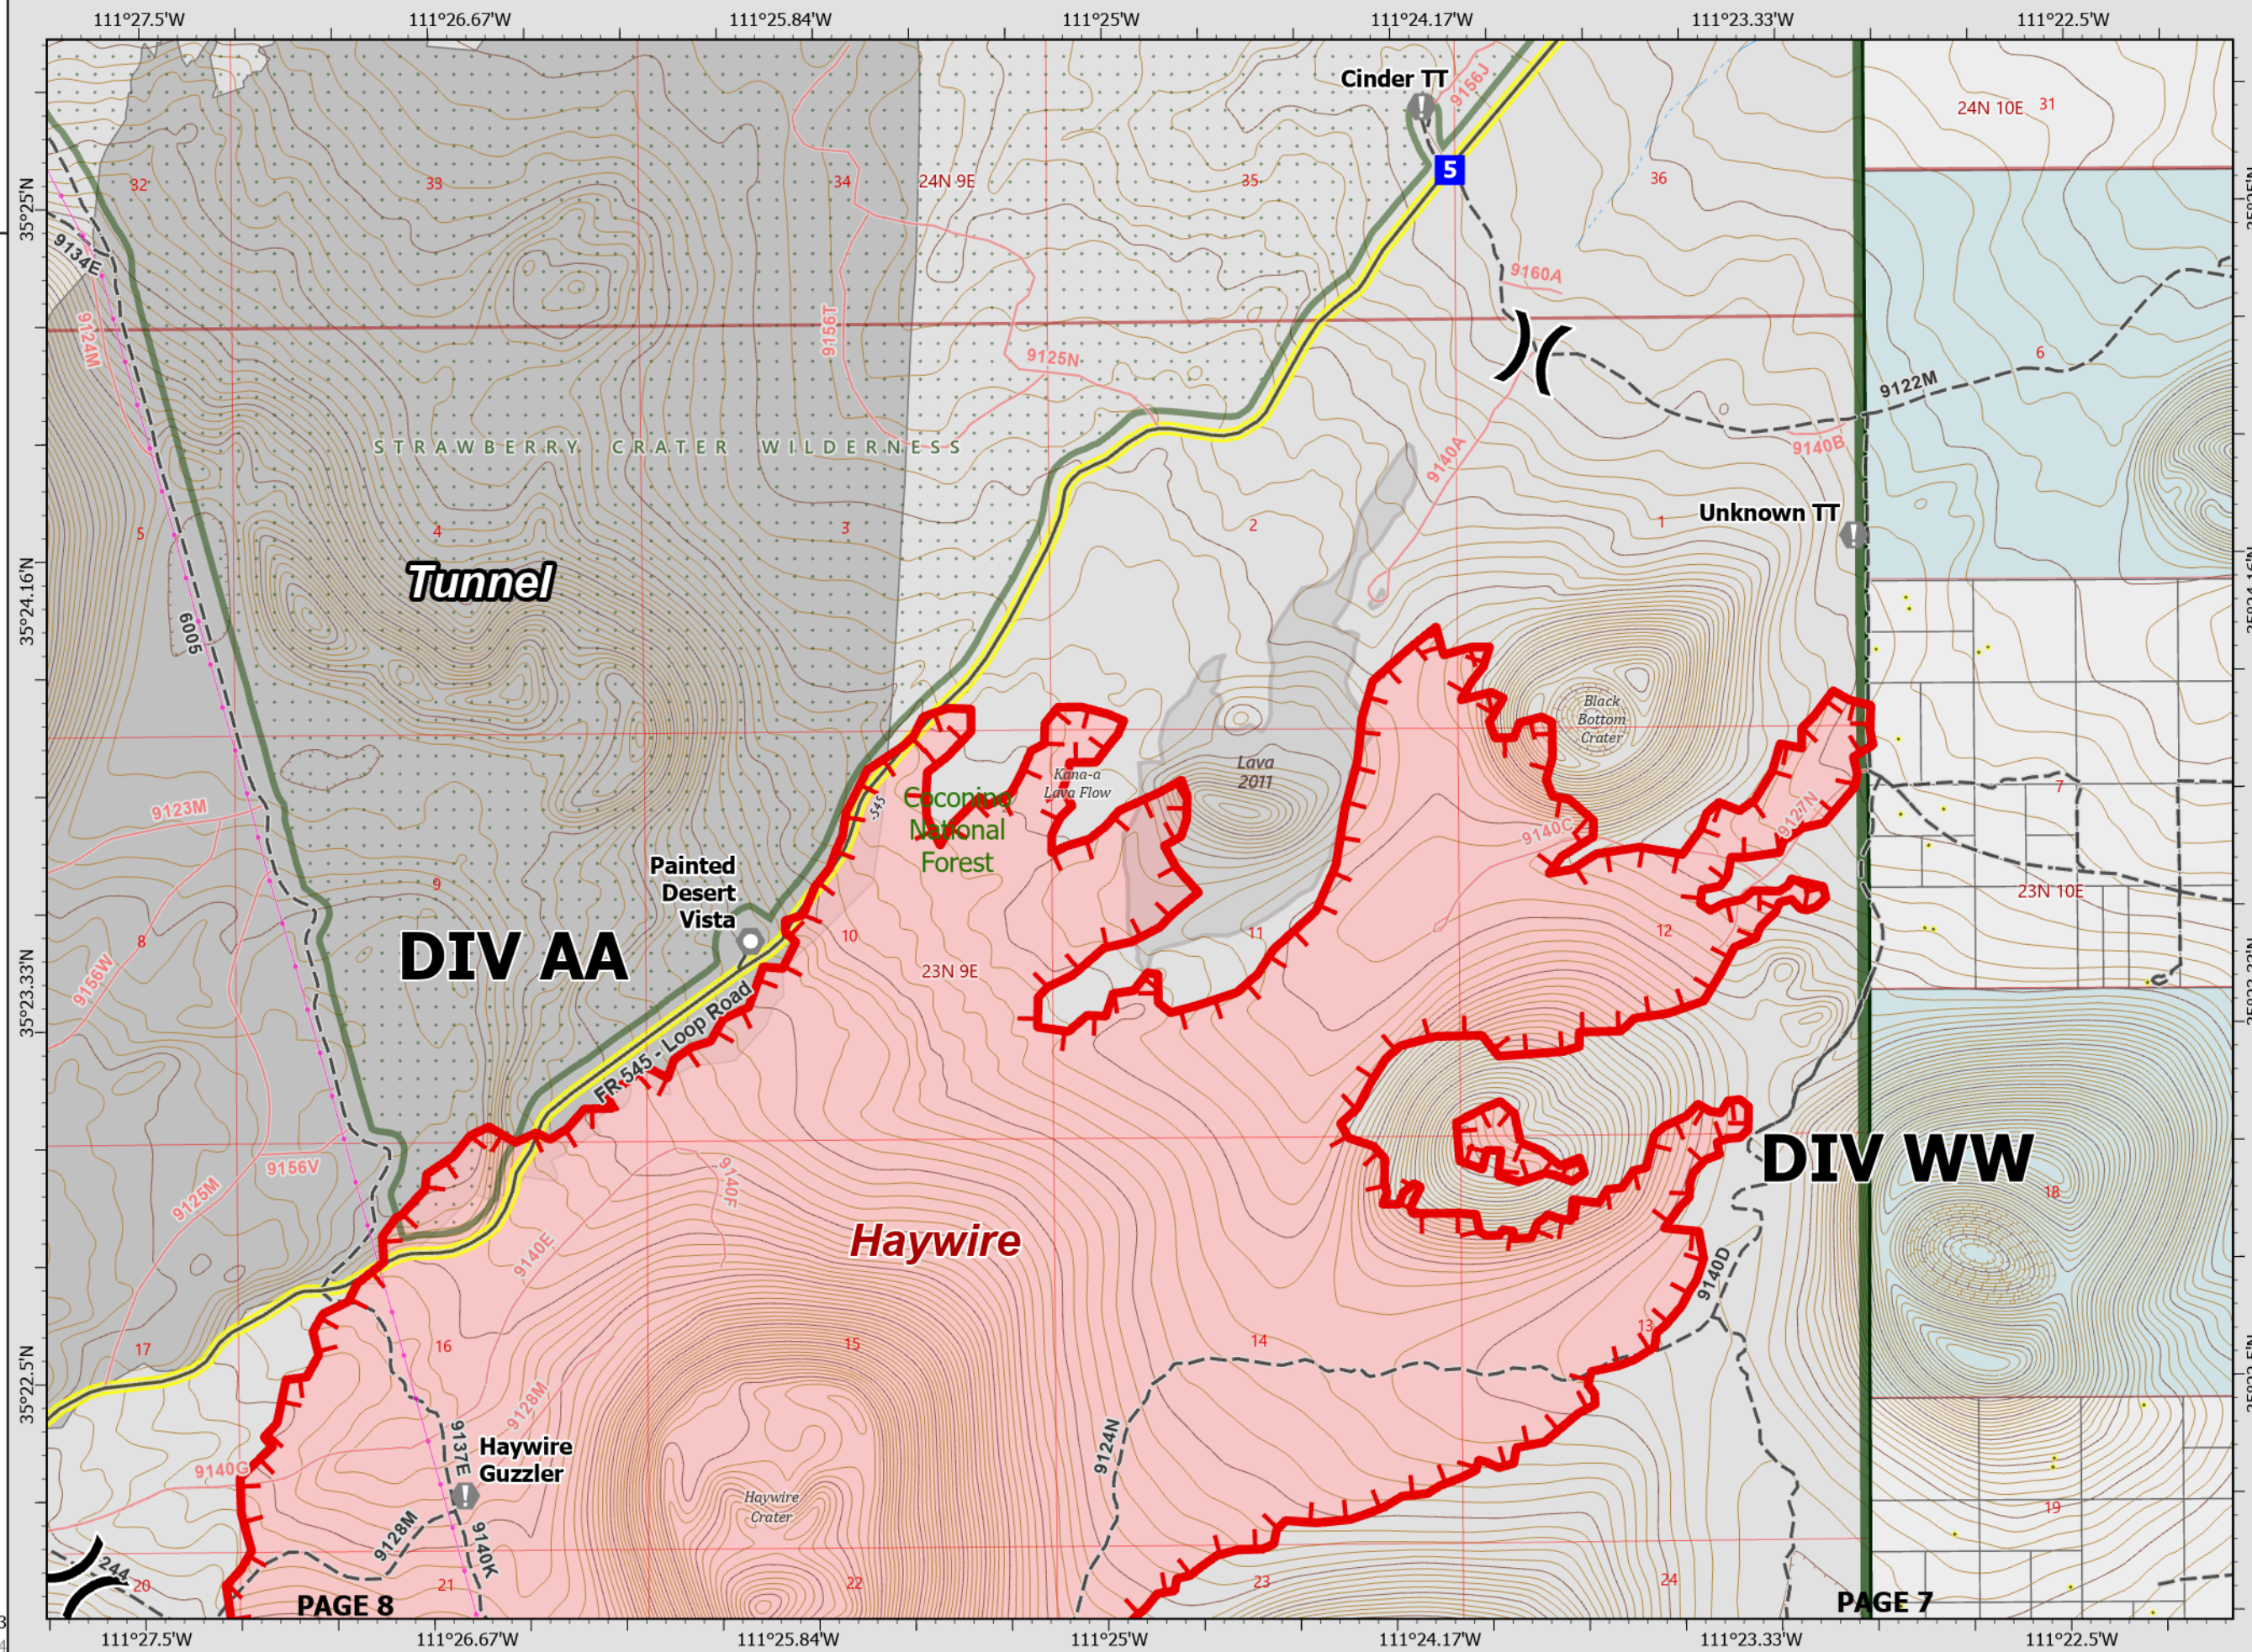 111°27.5'W 111°26.67'W 111°25.84'W 111°25'W 111°24.17'W 111°23.33'W 111°22.5'W
Cinder TT
9156J
24N 10E 31
5
32 33 34 24N 9E 35 36
35°25'N
9134E
9160A
9124M
9156T
9125N
6
9122M
9140A
9140B
STRAWBERRY CRATER WILDERNESS
5 4 3 2 1
Unknown TT
Tunnel
35°24.16'N
6005
Black
Bottom
Crater
Lava
2011
Kana-a
Lava Flow
7
9123M
-545
Coconino
National
Forest
9140C
9127N
Painted
Desert
Vista
9
23N 10E
8
DIV AA
10
11
12
9156W
23N 9E
35°23.33'N
FR 545 - Loop Road
9156V
DIV WW
9125M
9140F
18
Haywire
9140E
9140D
17 16 15 14 13
35°22.5'N
9128M
9137E
Haywire
Guzzler
9124N
9140G
Haywire
Crater
19
9128M
9140K
244
20 21 22 23 24
PAGE 8
PAGE 7
111°27.5'W 111°26.67'W 111°25.84'W 111°25'W 111°24.17'W 111°23.33'W 111°22.5'W